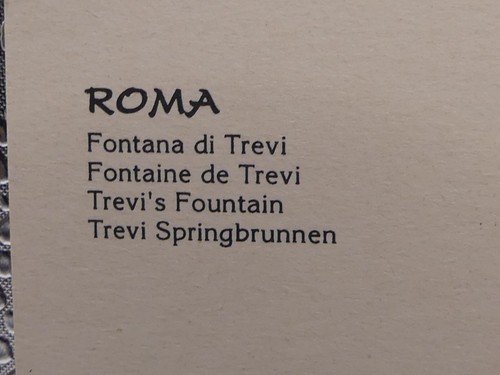 ROMA
Fontana di Trevi
Fontaine de Trevi
Trevi's Fountain
Trevi Springbrunnen